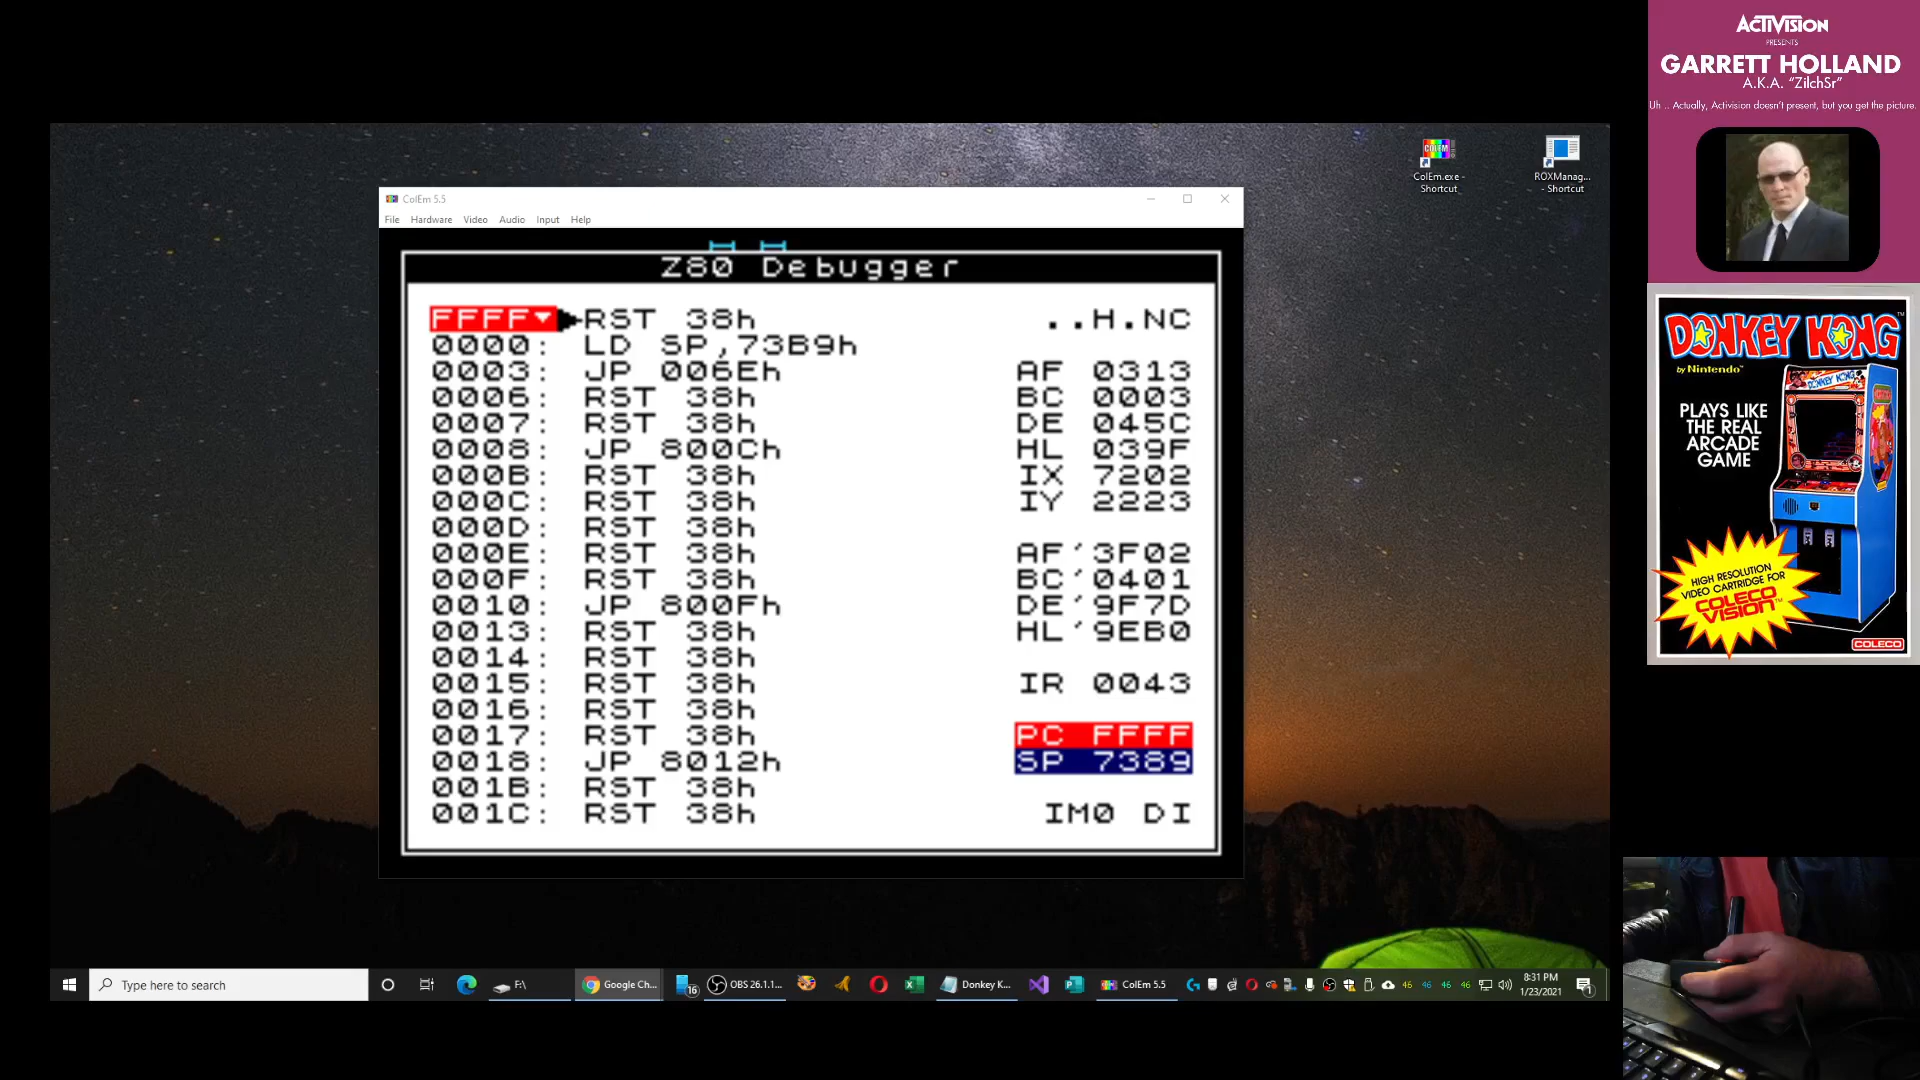 ColEm.exe -
Shortcut
ROXManag...
- Shortcut
ColEm 5.5
File Hardware Video Audio Input Help
Z80 Debugger
FFFF RST 38h
0000: LD SP,73B9h
0003: JP 006Eh
0006: RST 38h
0007: RST 38h
0008: JP 800Ch
000B: RST 38h
000C: RST 38h
000D: RST 38h
000E: RST 38h
000F: RST 38h
0010: JP 800Fh
0013: RST 38h
0014: RST 38h
0015: RST 38h
0016: RST 38h
0017: RST 38h
0018: JP 8012h
001B: RST 38h
001C: RST 38h
..H.NC
AF 0313
BC 0003
DE 045C
HL 039F
IX 7202
IY 2223
AF'3F02
BC'0401
DE'9F7D
HL'9EB0
IR 0043
PC FFFF
SP 7389
IM0 DI
Type here to search
F:\
Google Ch...
16
OBS 26.1.1...
Donkey K...
ColEm 5.5
46 46 46 46
8:31 PM
1/23/2021
1
ACTIVISION
PRESENTS
GARRETT HOLLAND
A.K.A. "ZilchSr"
Uh .. Actually, Activision doesn't present, but you get the picture.
DONKEY KONG
by Nintendo™
PLAYS LIKE
THE REAL
ARCADE
GAME
HIGH RESOLUTION
VIDEO CARTRIDGE FOR
COLECO
VISION™
COLECO